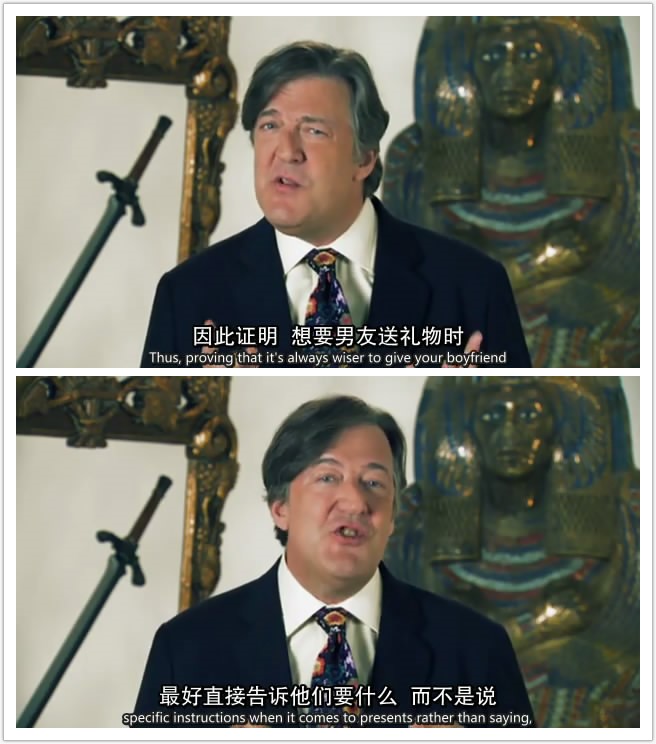 因此证明 想要男友送礼物时
Thus, proving that it's always wiser to give your boyfriend
最好直接告诉他们要什么 而不是说
specific instructions when it comes to presents rather than saying,